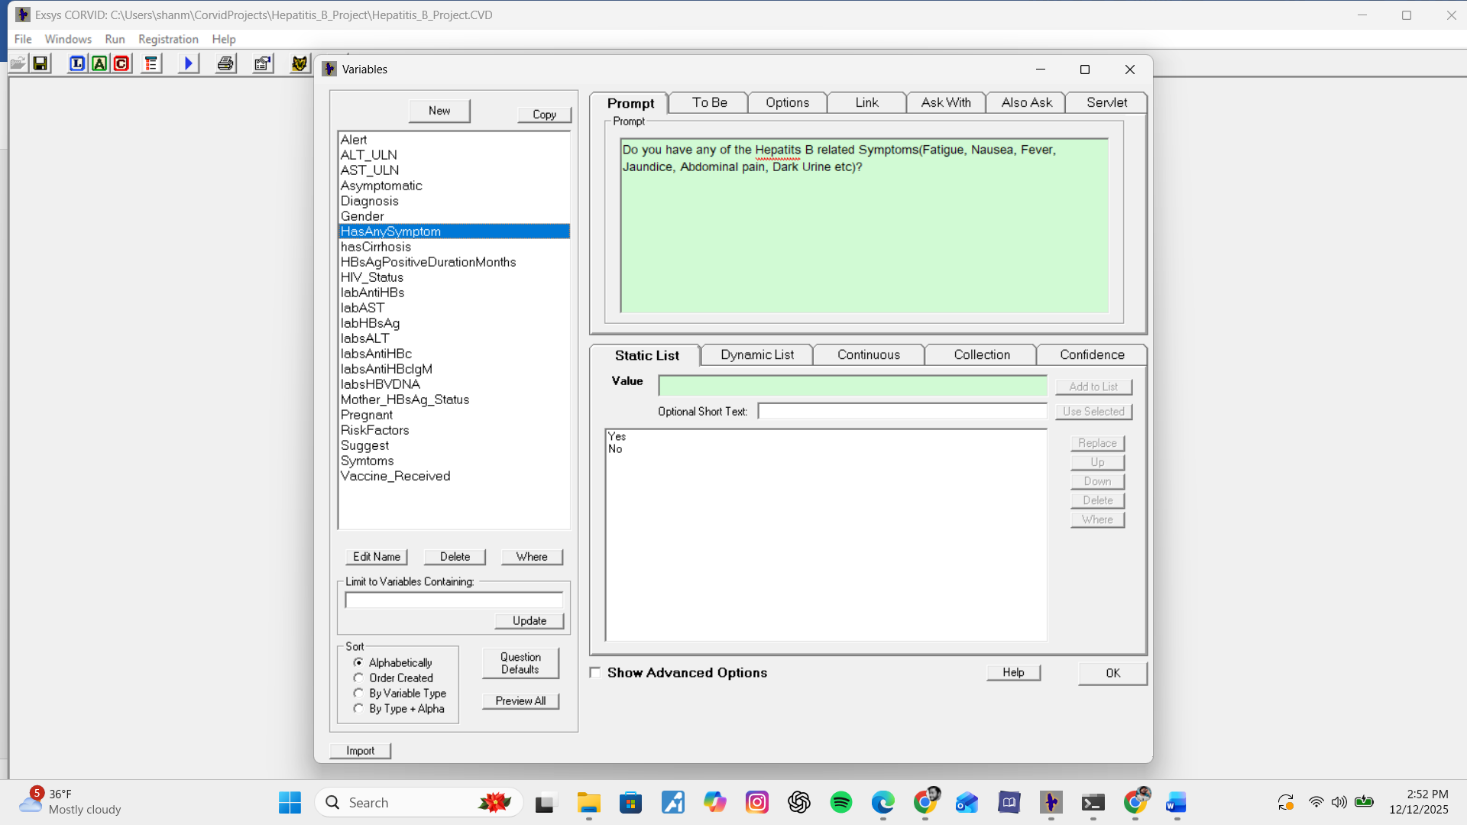 Exsys CORVID: C:\Users\shanm\CorvidProjects\Hepatitis_B_Project\Hepatitis_B_Project.CVD
File Windows Run Registration Help
L A C
Variables
New
Copy
Alert
ALT_ULN
AST_ULN
Asymptomatic
Diagnosis
Gender
HasAnySymptom
hasCirrhosis
HBsAgPositiveDurationMonths
HIV_Status
labAntiHBs
labAST
labHBsAg
labsALT
labsAntiHBc
labsAntiHBcIgM
labsHBVDNA
Mother_HBsAg_Status
Pregnant
RiskFactors
Suggest
Symtoms
Vaccine_Received
Edit Name Delete Where
Limit to Variables Containing:
Update
Sort
Alphabetically
Order Created
By Variable Type
By Type + Alpha
Question
Defaults
Preview All
Import
Prompt To Be Options Link Ask With Also Ask Servlet
Prompt
Do you have any of the Hepatits B related Symptoms(Fatigue, Nausea, Fever,
Jaundice, Abdominal pain, Dark Urine etc)?
Static List Dynamic List Continuous Collection Confidence
Value
Add to List
Optional Short Text:
Use Selected
Yes
No
Replace
Up
Down
Delete
Where
Show Advanced Options
Help
OK
5
36°F
Mostly cloudy
Search
2:52 PM
12/12/2025